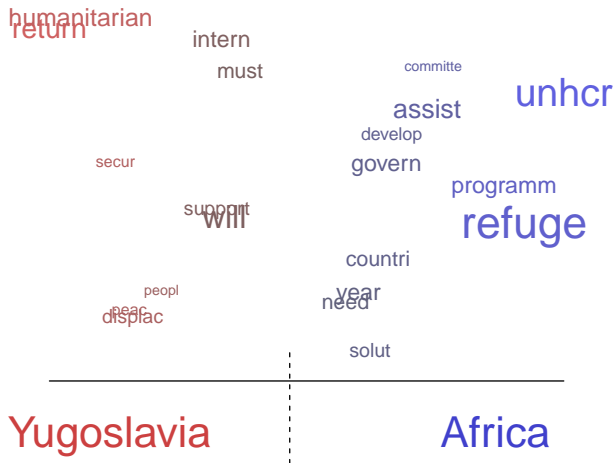 humanitarian
return
intern
must
committe
unhcr
assist
develop
secur
govern
programm
support
will
refuge
countri
peopl
year
need
peac
displac
solut
Yugoslavia
Africa